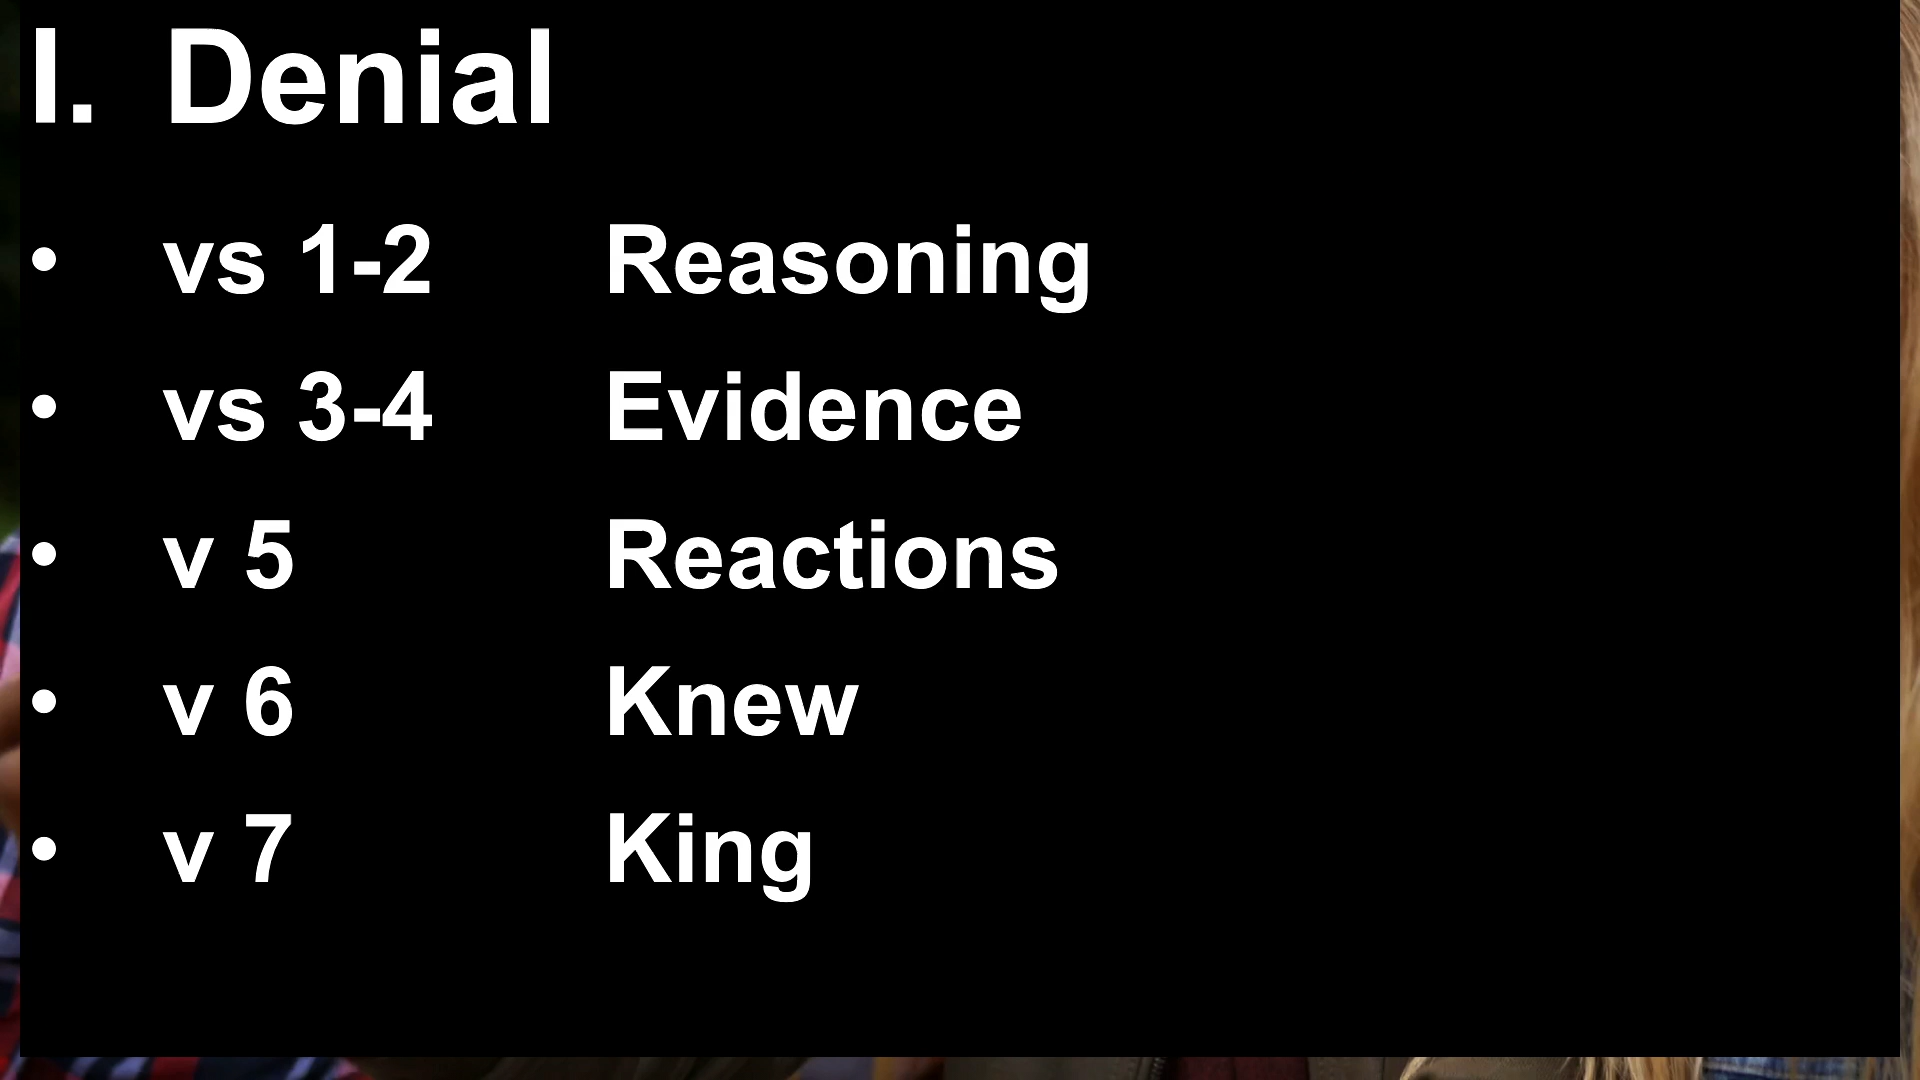 I. Denial
• vs 1-2 Reasoning
• vs 3-4 Evidence
• v 5 Reactions
• v 6 Knew
• v 7 King